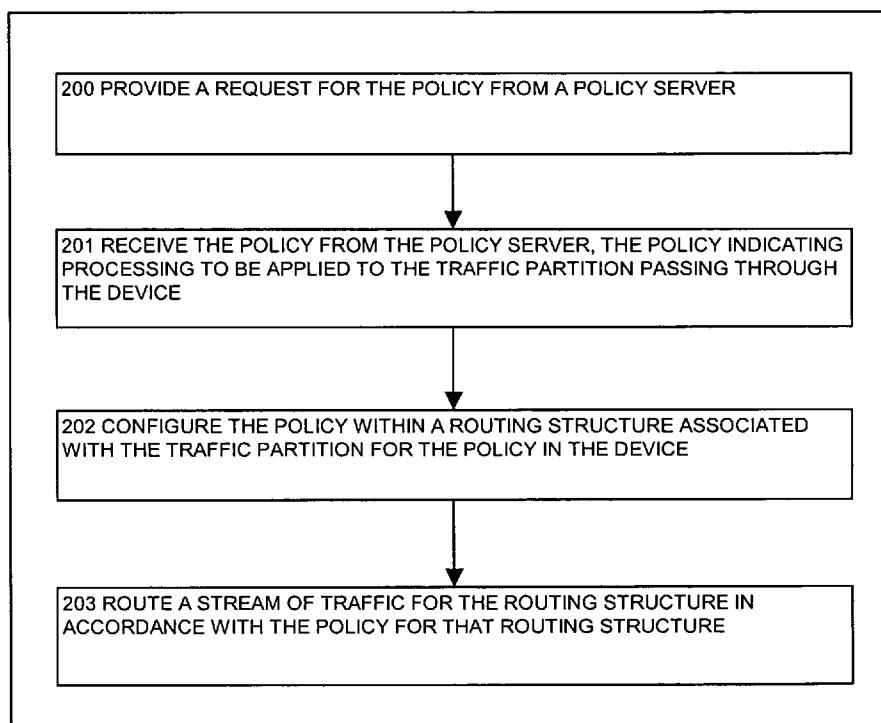 200 PROVIDE A REQUEST FOR THE POLICY FROM A POLICY SERVER
201 RECEIVE THE POLICY FROM THE POLICY SERVER, THE POLICY INDICATING
PROCESSING TO BE APPLIED TO THE TRAFFIC PARTITION PASSING THROUGH
THE DEVICE
202 CONFIGURE THE POLICY WITHIN A ROUTING STRUCTURE ASSOCIATED
WITH THE TRAFFIC PARTITION FOR THE POLICY IN THE DEVICE
203 ROUTE A STREAM OF TRAFFIC FOR THE ROUTING STRUCTURE IN
ACCORDANCE WITH THE POLICY FOR THAT ROUTING STRUCTURE